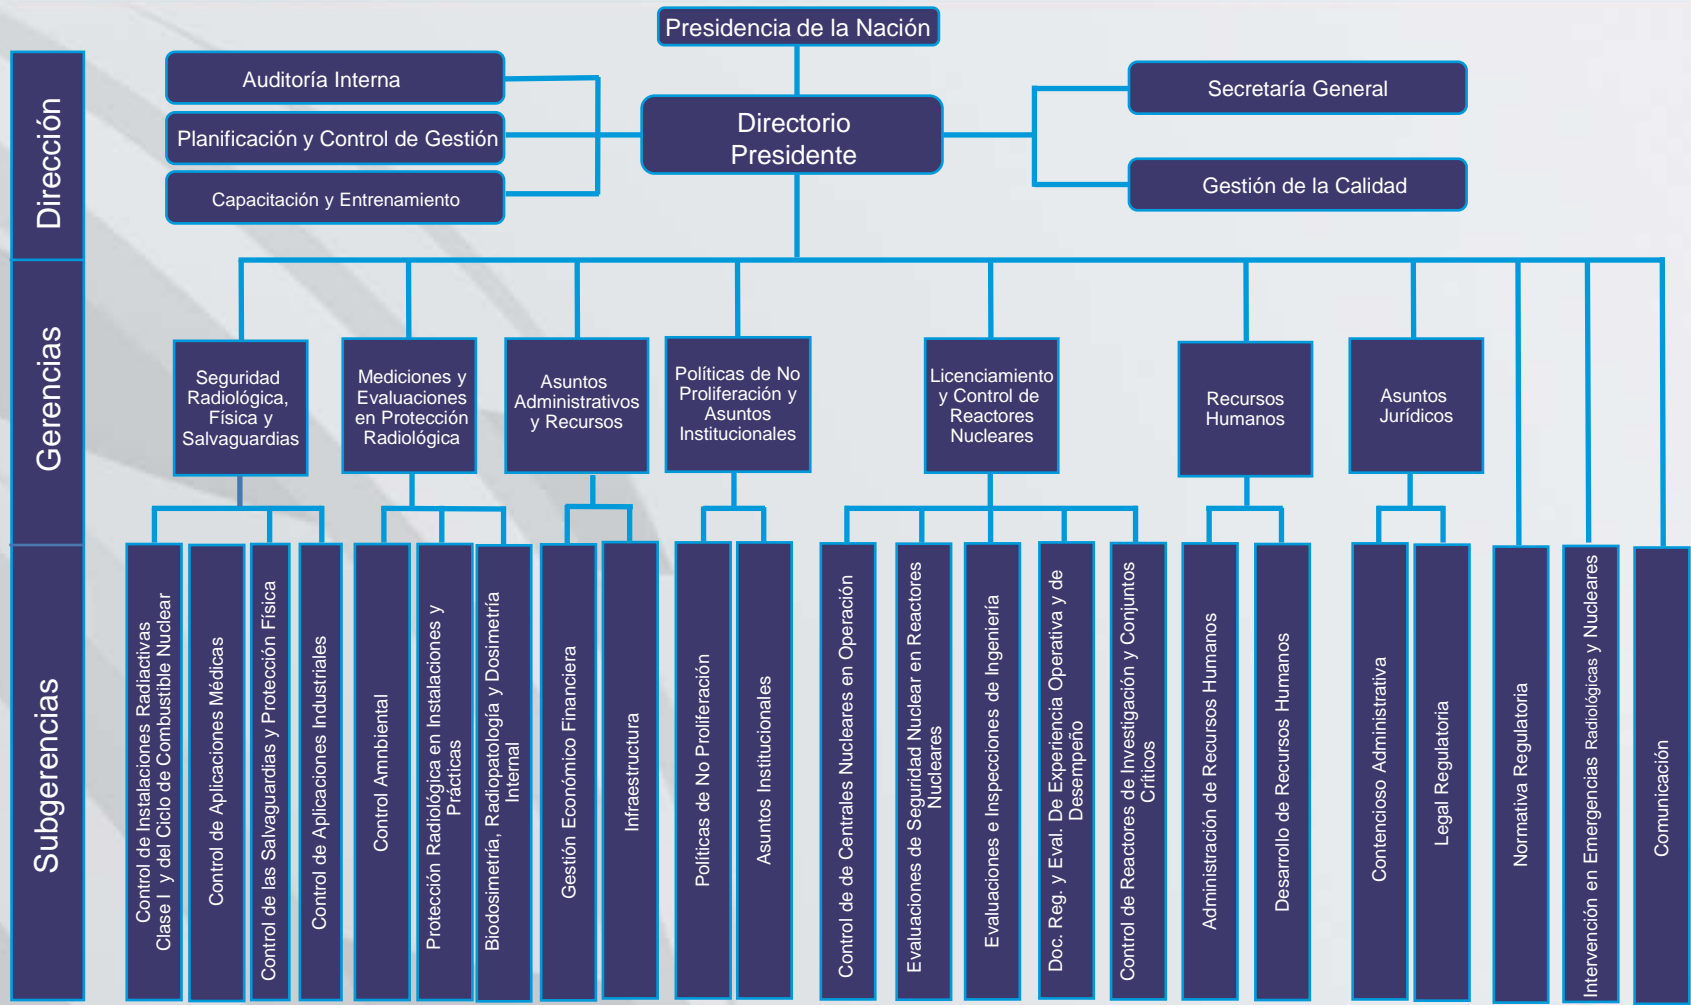 Presidencia de la Nación
Dirección
Auditoría Interna
Planificación y Control de Gestión
Capacitación y Entrenamiento
Directorio
Presidente
Secretaría General
Gestión de la Calidad
Gerencias
Seguridad
Radiológica,
Física y
Salvaguardias
Mediciones y
Evaluaciones
en Protección
Radiológica
Asuntos
Administrativos
y Recursos
Políticas de No
Proliferación y
Asuntos
Institucionales
Licenciamiento
y Control de
Reactores
Nucleares
Recursos
Humanos
Asuntos
Jurídicos
Subgerencias
Control de Instalaciones Radiactivas
Clase I y del Ciclo de Combustible Nuclear
Control de Aplicaciones Médicas
Control de las Salvaguardias y Protección Física
Control de Aplicaciones Industriales
Control Ambiental
Protección Radiológica en Instalaciones y
Prácticas
Biodosimetría, Radiopatología y Dosimetría
Internal
Gestión Económico Financiera
Infraestructura
Políticas de No Proliferación
Asuntos Institucionales
Control de de Centrales Nucleares en Operación
Evaluaciones de Seguridad Nuclear en Reactores
Nucleares
Evaluaciones e Inspecciones de Ingeniería
Doc. Reg. y Eval. De Experiencia Operativa y de
Desempeño
Control de Reactores de Investigación y Conjuntos
Críticos
Administración de Recursos Humanos
Desarrollo de Recursos Humanos
Contencioso Administrativa
Legal Regulatoria
Normativa Regulatoria
Intervención en Emergencias Radiológicas y Nucleares
Comunicación